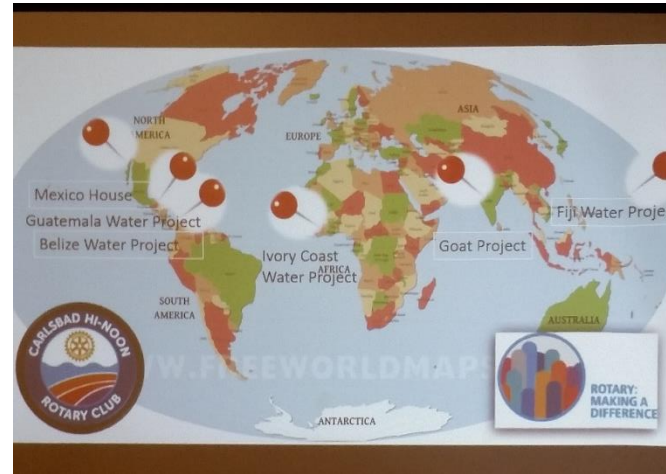 NORTH
MERICA
EUROPE
ASIA
Mexico House
Guatemala Water Project
Belize Water Project
Ivory Coast
Water Project
AFRICA
Goat Project
Fiji Water Proje
SOUTH
AMERICA
AUSTRALIA
CARLSBAD HI-NOON
ROTARY CLUB
W.FREEWORLDMAPS
ROTARY:
MAKING A
DIFFERENCE
ANTARCTICA